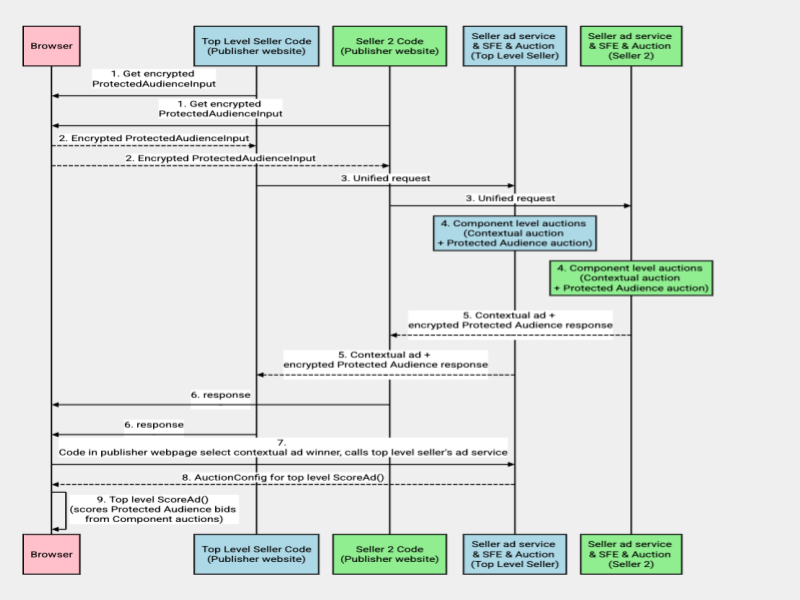 Browser
Top Level Seller Code
(Publisher website)
Seller 2 Code
(Publisher website)
Seller ad service
& SFE & Auction
(Top Level Seller)
Seller ad service
& SFE & Auction
(Seller 2)
1. Get encrypted
ProtectedAudienceInput
1. Get encrypted
ProtectedAudienceInput
2. Encrypted ProtectedAudienceInput
2. Encrypted ProtectedAudienceInput
3. Unified request
3. Unified request
4. Component level auctions
(Contextual auction
+ Protected Audience auction)
4. Component level auctions
(Contextual auction
+ Protected Audience auction)
5. Contextual ad +
encrypted Protected Audience response
5. Contextual ad +
encrypted Protected Audience response
6. response
6. response
7.
Code in publisher webpage select contextual ad winner, calls top level seller's ad service
8. AuctionConfig for top level ScoreAd()
9. Top level ScoreAd()
(scores Protected Audience bids
from Component auctions)
Browser
Top Level Seller Code
(Publisher website)
Seller 2 Code
(Publisher website)
Seller ad service
& SFE & Auction
(Top Level Seller)
Seller ad service
& SFE & Auction
(Seller 2)